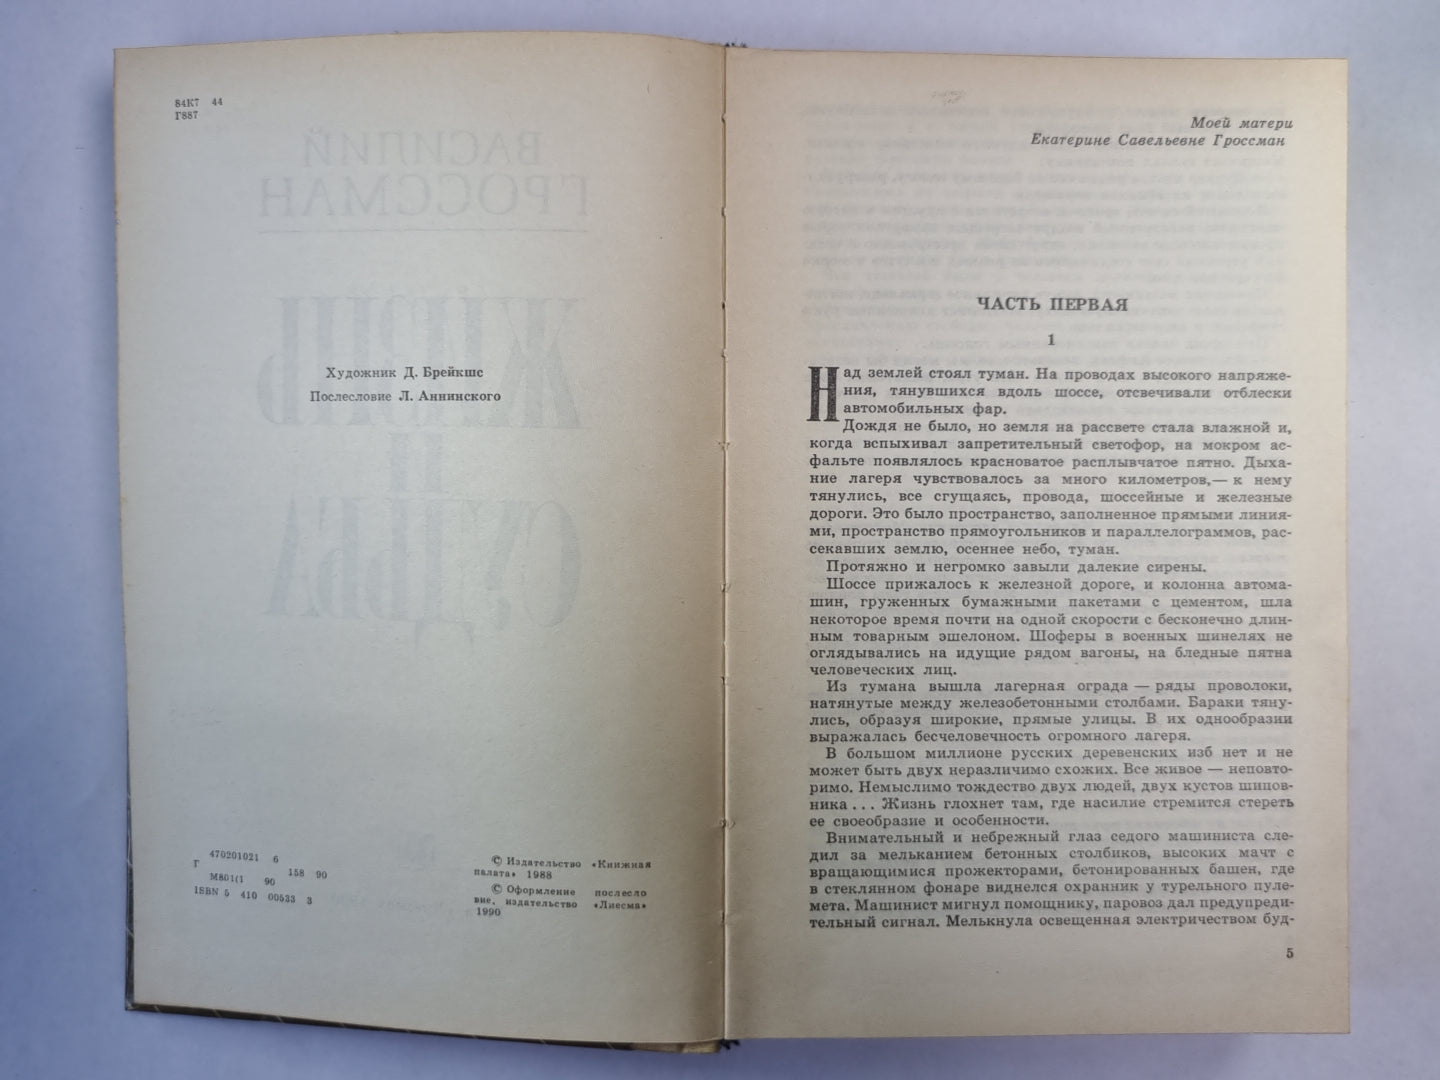 84К7 44
Г887
Художник Д. Брейкшс
Послесловие Л. Аннинского
Г 470201021 6 158 90
М801(1 90
ISBN 5 410 00533 3
© Издательство «Книжная
палата» 1988
© Оформление послесло
вие, издательство «Лиесма»
1990
Моей матери
Екатерине Савельевне Гроссман
ЧАСТЬ ПЕРВАЯ
1
Над землей стоял туман. На проводах высокого напряже-
ния, тянувшихся вдоль шоссе, отсвечивали отблески
автомобильных фар.
Дождя не было, но земля на рассвете стала влажной и,
когда вспыхивал запретительный светофор, на мокром ас-
фальте появлялось красноватое расплывчатое пятно. Дыха-
ние лагеря чувствовалось за много километров,— к нему
тянулись, все сгущаясь, провода, шоссейные и железные
дороги. Это было пространство, заполненное прямыми линия-
ми, пространство прямоугольников и параллелограммов, рас-
секавших землю, осеннее небо, туман.
Протяжно и негромко завыли далекие сирены.
Шоссе прижалось к железной дороге, и колонна автома-
шин, груженных бумажными пакетами с цементом, шла
некоторое время почти на одной скорости с бесконечно длин-
ным товарным эшелоном. Шоферы в военных шинелях не
оглядывались на идущие рядом вагоны, на бледные пятна
человеческих лиц.
Из тумана вышла лагерная ограда — ряды проволоки,
натянутые между железобетонными столбами. Бараки тяну-
лись, образуя широкие, прямые улицы. В их однообразии
выражалась бесчеловечность огромного лагеря.
В большом миллионе русских деревенских изб нет и не
может быть двух неразличимо схожих. Все живое — неповто-
римо. Немыслимо тождество двух людей, двух кустов шипов-
ника... Жизнь глохнет там, где насилие стремится стереть
ее своеобразие и особенности.
Внимательный и небрежный глаз седого машиниста сле-
дил за мельканием бетонных столбиков, высоких мачт с
вращающимися прожекторами, бетонированных башен, где
в стеклянном фонаре виднелся охранник у турельного пуле-
мета. Машинист мигнул помощнику, паровоз дал предупреди-
тельный сигнал. Мелькнула освещенная электричеством буд-
5